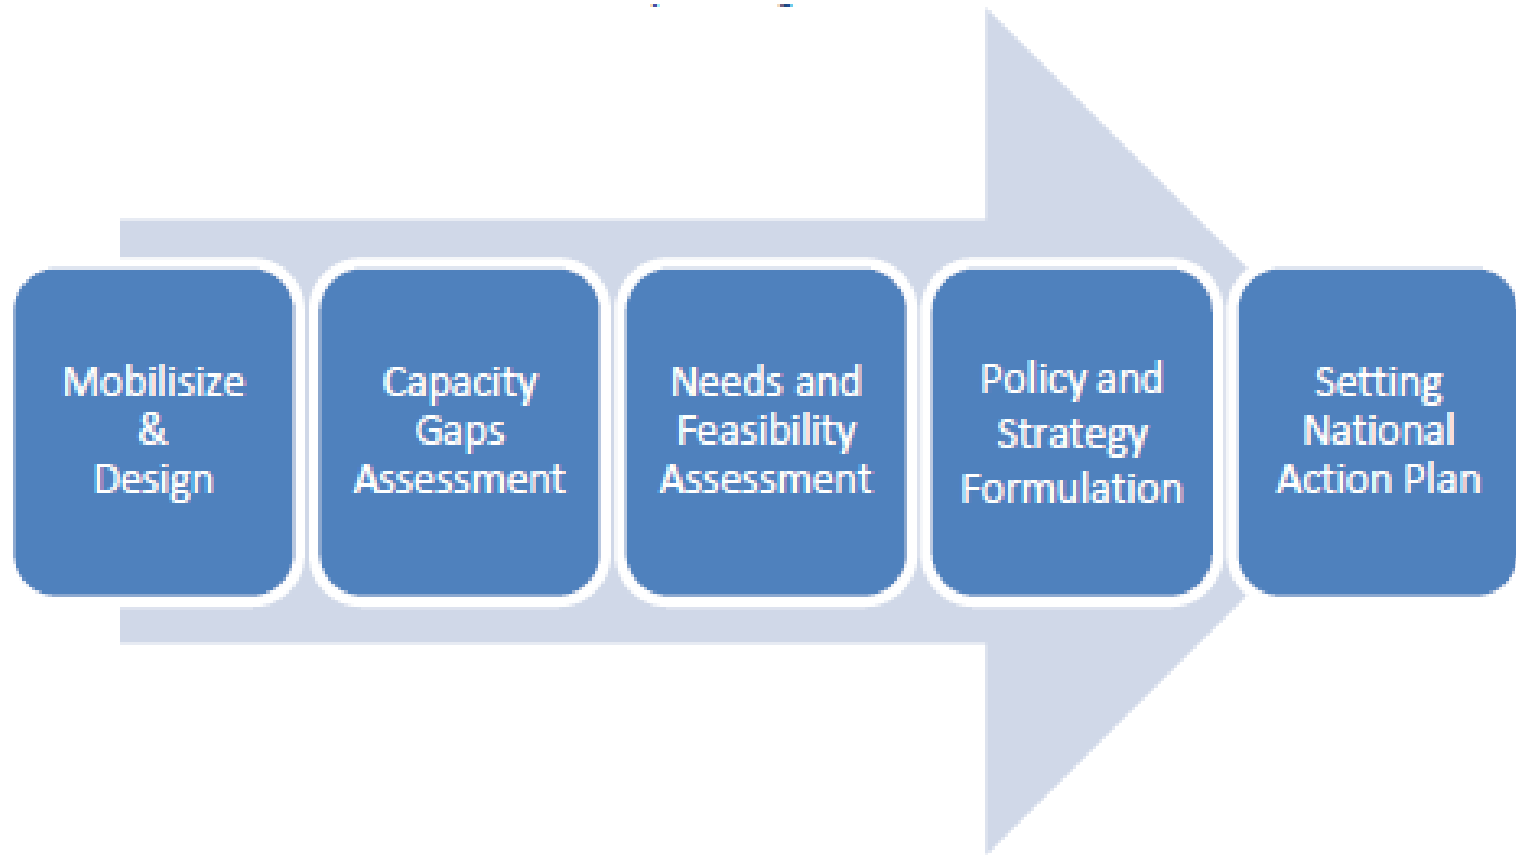 Mobilisize
&
Design
Capacity
Gaps
Assessment
Needs and
Feasibility
Assessment
Policy and
Strategy
Formulation
Setting
National
Action Plan